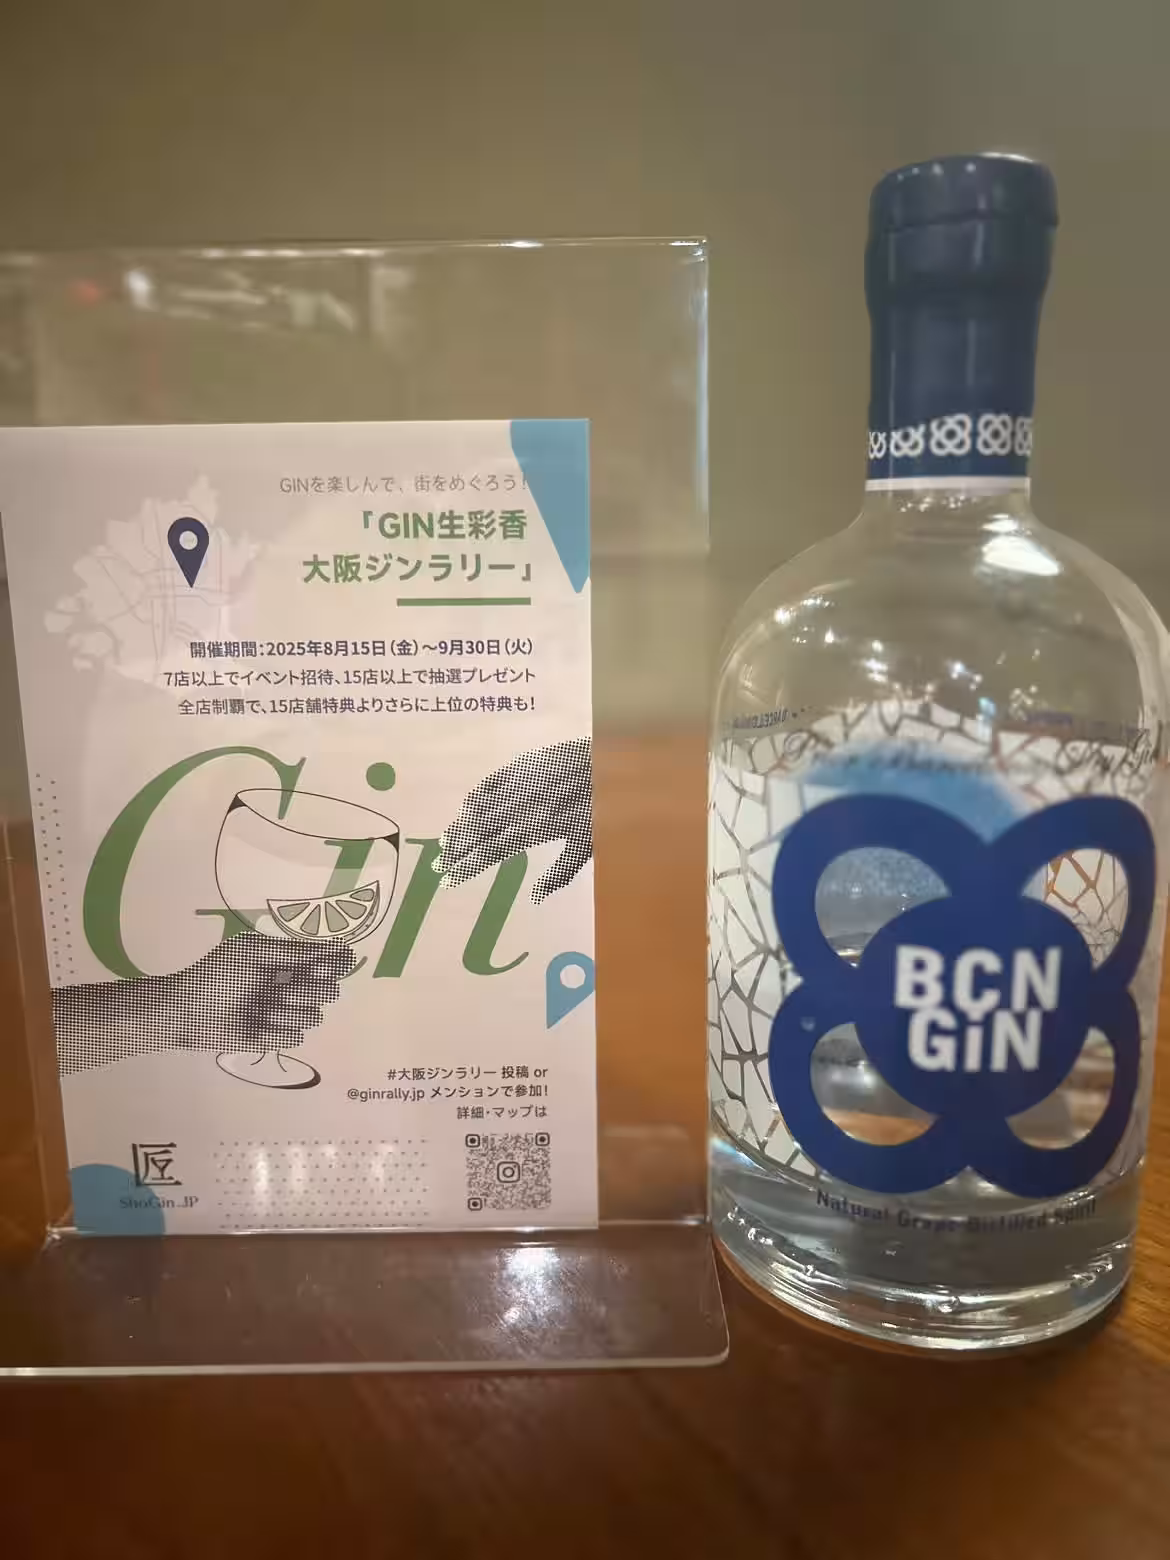 GINを楽しんで、街をめぐろう!
「GIN生彩香
大阪ジンラリー」
開催期間:2025年8月15日(金)〜9月30日(火)
7店以上でイベント招待、15店以上で抽選プレゼント
全店制覇で、15店舗特典よりさらに上位の特典も!
Gin
#大阪ジンラリー 投稿 or
@ginrally.jp メンションで参加!
詳細・マップは
匠
ShoGin.JP
Dry Gin
BCN
GiN
Natural Grape Distilled Spirit